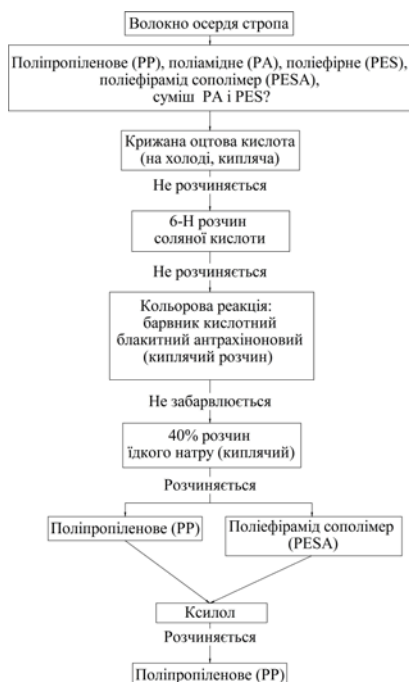 Волокно осердя стропа
Поліпропіленове (PP), поліамідне (PA), поліефірне (PES),
поліефірамід сополімер (PESA),
суміш PA і PES?
Крижана оцтова кислота
(на холоді, кипляча)
Не розчиняється
6-Н розчин
соляної кислоти
Не розчиняється
Кольорова реакція:
барвник кислотний
блакитний антрахіноновий
(киплячий розчин)
Не забарвлюється
40% розчин
їдкого натру (киплячий)
Розчиняється
Поліпропіленове (PP)
Поліефірамід сополімер
(PESA)
Ксилол
Розчиняється
Поліпропіленове (PP)